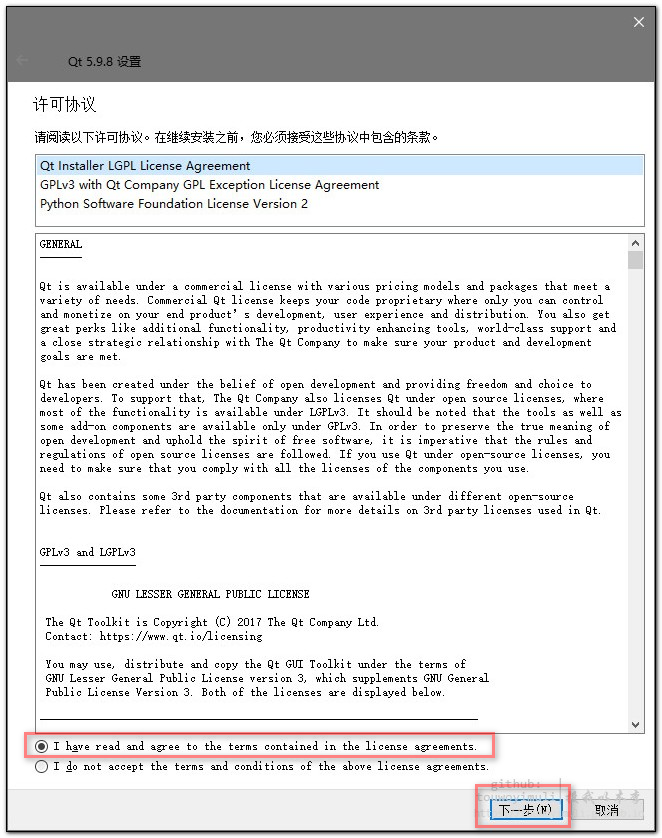 Qt 5.9.8 设置
许可协议
请阅读以下许可协议。在继续安装之前，您必须接受这些协议中包含的条款。
Qt Installer LGPL License Agreement
GPLv3 with Qt Company GPL Exception License Agreement
Python Software Foundation License Version 2
GENERAL
Qt is available under a commercial license with various pricing models and packages that meet a
variety of needs. Commercial Qt license keeps your code proprietary where only you can control
and monetize on your end product's development, user experience and distribution. You also get
great perks like additional functionality, productivity enhancing tools, world-class support and
a close strategic relationship with The Qt Company to make sure your product and development
goals are met.
Qt has been created under the belief of open development and providing freedom and choice to
developers. To support that, The Qt Company also licenses Qt under open source licenses, where
most of the functionality is available under LGPLv3. It should be noted that the tools as well as
some add-on components are available only under GPLv3. In order to preserve the true meaning of
open development and uphold the spirit of free software, it is imperative that the rules and
regulations of open source licenses are followed. If you use Qt under open-source licenses, you
need to make sure that you comply with all the licenses of the components you use.
Qt also contains some 3rd party components that are available under different open-source
licenses. Please refer to the documentation for more details on 3rd party licenses used in Qt.
GPLv3 and LGPLv3
GNU LESSER GENERAL PUBLIC LICENSE
The Qt Toolkit is Copyright (C) 2017 The Qt Company Ltd.
Contact: https://www.qt.io/licensing
You may use, distribute and copy the Qt GUI Toolkit under the terms of
GNU Lesser General Public License version 3, which supplements GNU General
Public License Version 3. Both of the licenses are displayed below.
I have read and agree to the terms contained in the license agreements.
I do not accept the terms and conditions of the above license agreements.
github:
下一步(N)
取消